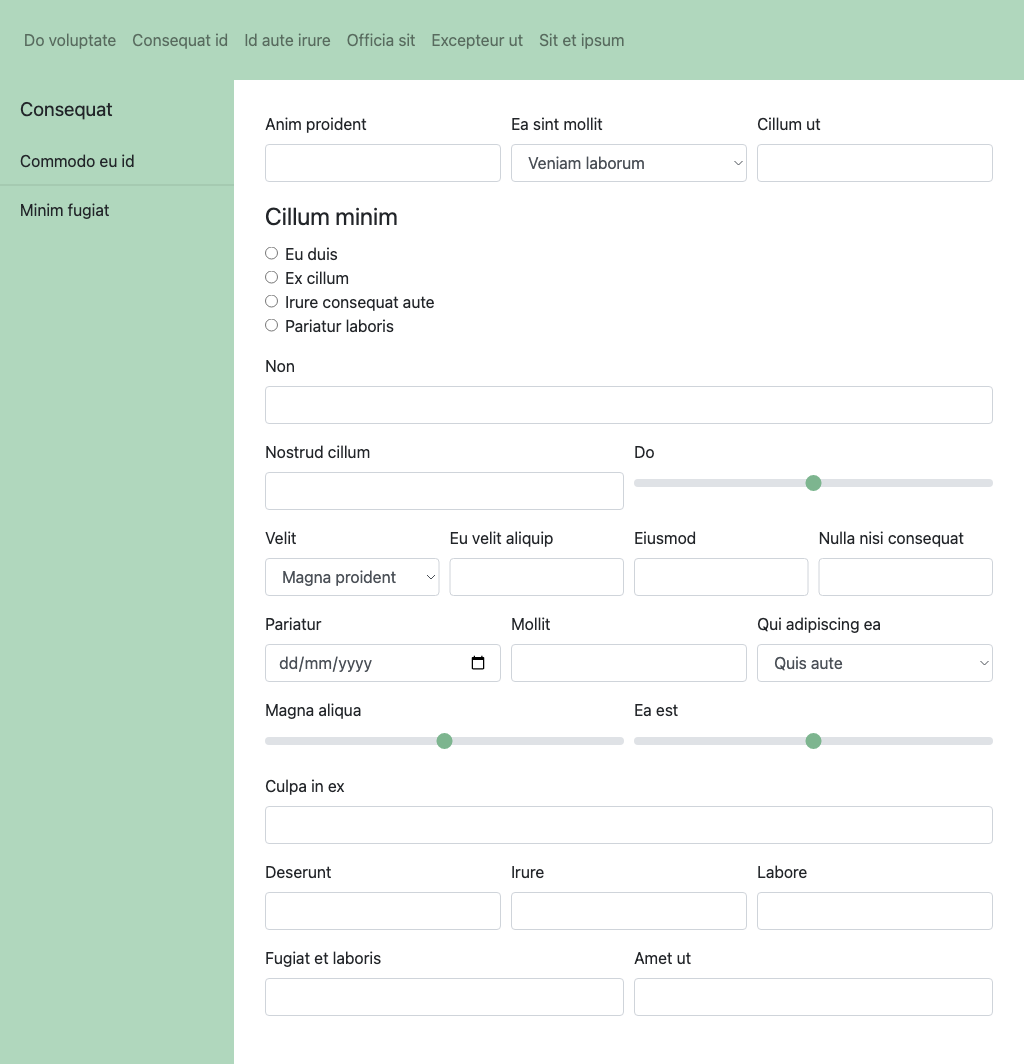 Do voluptate Consequat id Id aute irure Officia sit Excepteur ut Sit et ipsum
Consequat
Commodo eu id
Minim fugiat
Anim proident Ea sint mollit Cillum ut
Veniam laborum
Cillum minim
Eu duis
Ex cillum
Irure consequat aute
Pariatur laboris
Non
Nostrud cillum Do
Velit Eu velit aliquip Eiusmod Nulla nisi consequat
Magna proident
Pariatur Mollit Qui adipiscing ea
dd/mm/yyyy Quis aute
Magna aliqua Ea est
Culpa in ex
Deserunt Irure Labore
Fugiat et laboris Amet ut